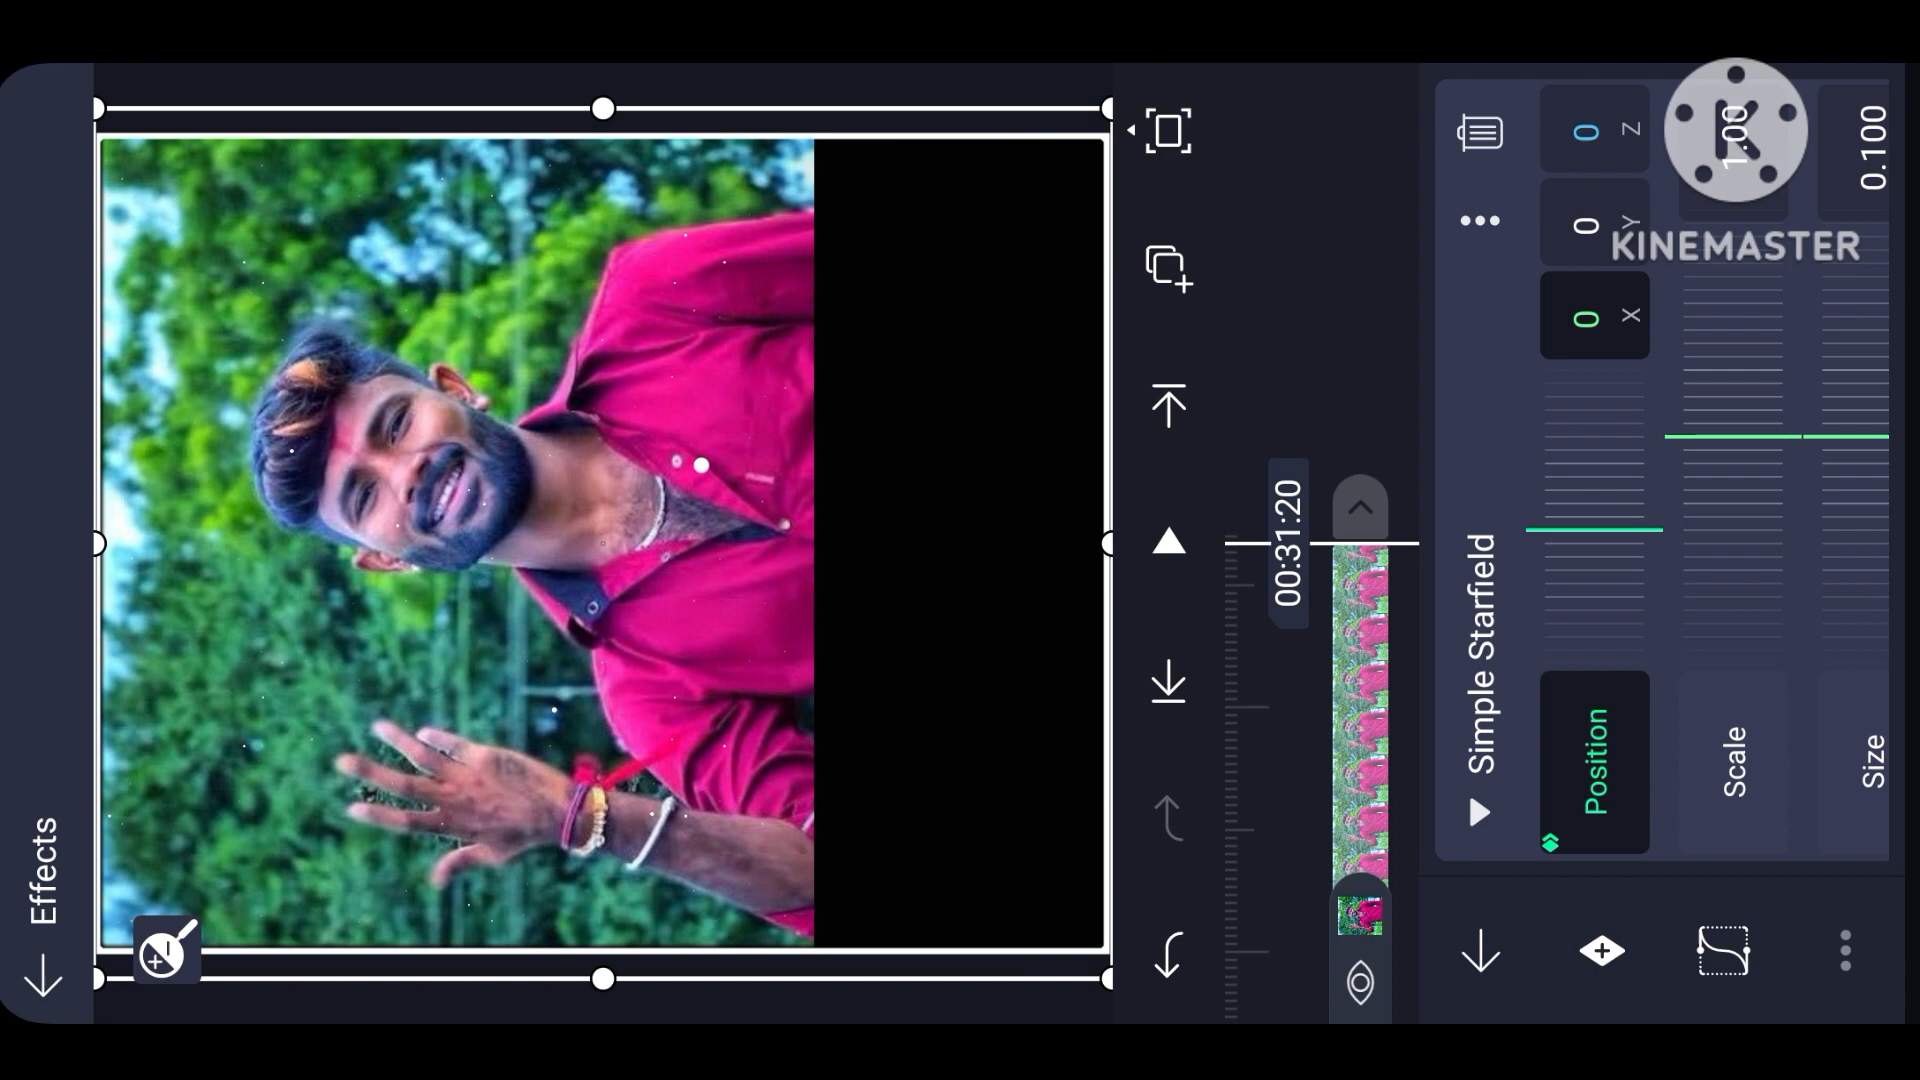 Effects
00:31:20
Simple Starfield
Position
0
X
0
Y
0
Z
Scale
1.00
Size
0.100
KINEMASTER